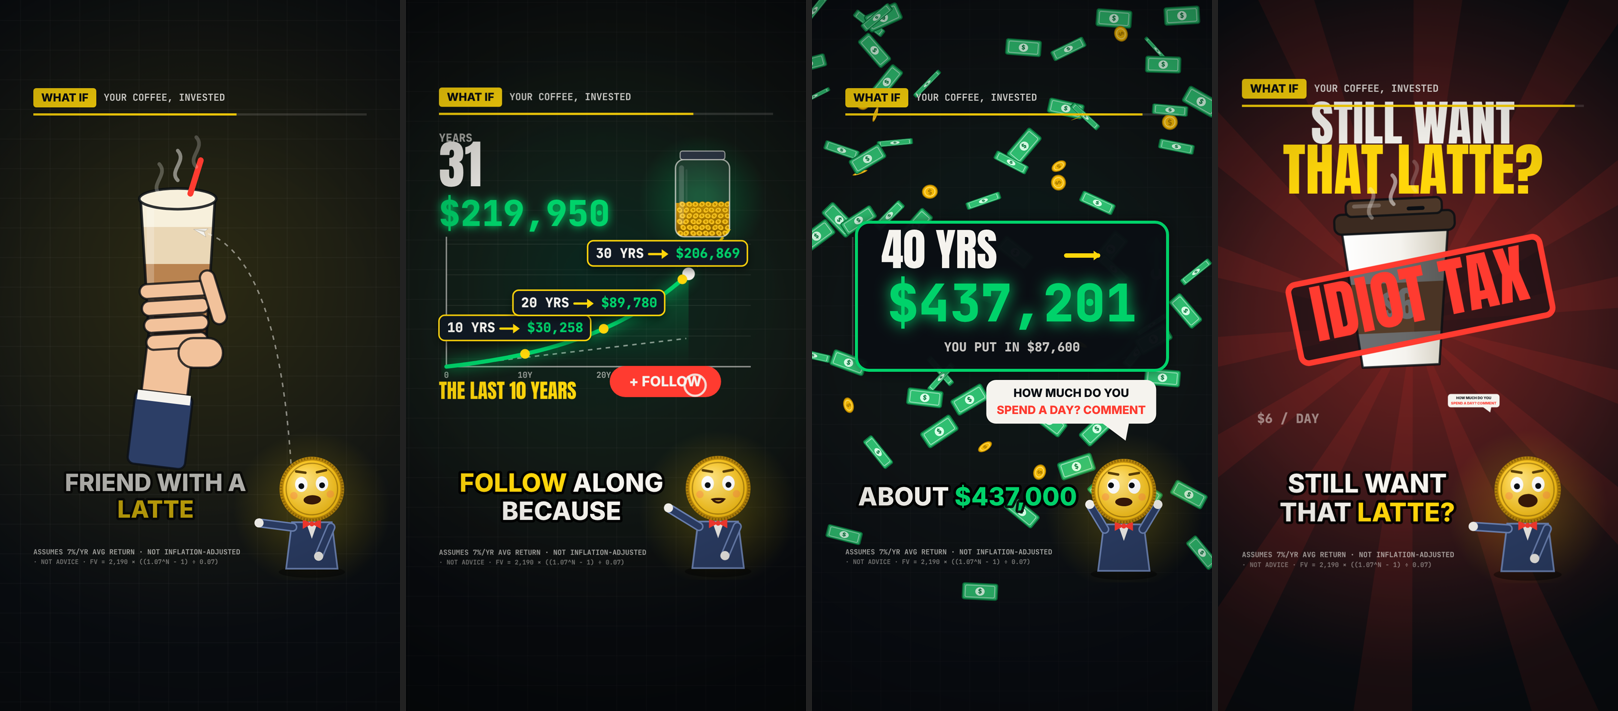 WHAT IF YOUR COFFEE, INVESTED
FRIEND WITH A
LATTE
ASSUMES 7%/YR AVG RETURN · NOT INFLATION-ADJUSTED
· NOT ADVICE · FV = 2,190 × ((1.07^N - 1) ÷ 0.07)
WHAT IF YOUR COFFEE, INVESTED
YEARS
31
$219,950
30 YRS → $206,869
20 YRS → $89,780
10 YRS → $30,258
0 10Y 20Y
THE LAST 10 YEARS
+ FOLLOW
FOLLOW ALONG
BECAUSE
ASSUMES 7%/YR AVG RETURN · NOT INFLATION-ADJUSTED
· NOT ADVICE · FV = 2,190 × ((1.07^N - 1) ÷ 0.07)
WHAT IF YOUR COFFEE, INVESTED
40 YRS →
$437,201
YOU PUT IN $87,600
HOW MUCH DO YOU
SPEND A DAY? COMMENT
ABOUT $437,000
ASSUMES 7%/YR AVG RETURN · NOT INFLATION-ADJUSTED
· NOT ADVICE · FV = 2,190 × ((1.07^N - 1) ÷ 0.07)
WHAT IF YOUR COFFEE, INVESTED
STILL WANT
THAT LATTE?
IDIOT TAX
HOW MUCH DO YOU
SPEND A DAY? COMMENT
$6 / DAY
STILL WANT
THAT LATTE?
ASSUMES 7%/YR AVG RETURN · NOT INFLATION-ADJUSTED
· NOT ADVICE · FV = 2,190 × ((1.07^N - 1) ÷ 0.07)